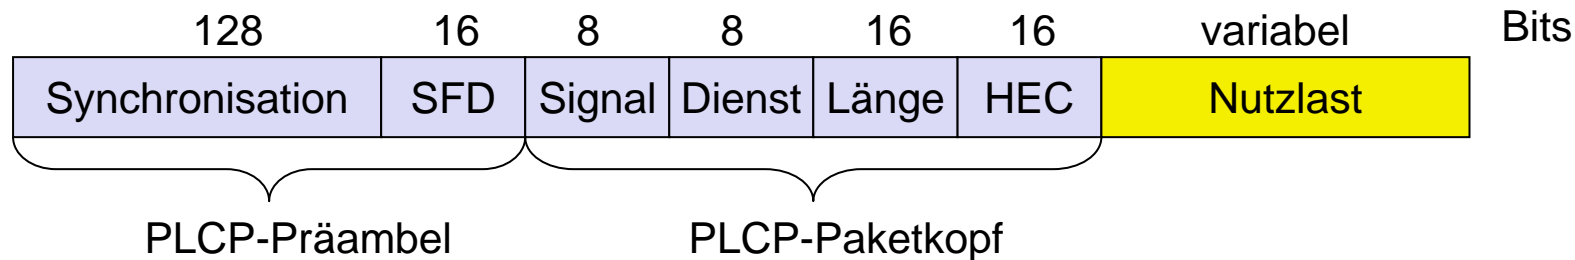 128 16 8 8 16 16 variabel Bits
Synchronisation SFD Signal Dienst Länge HEC Nutzlast
PLCP-Präambel PLCP-Paketkopf